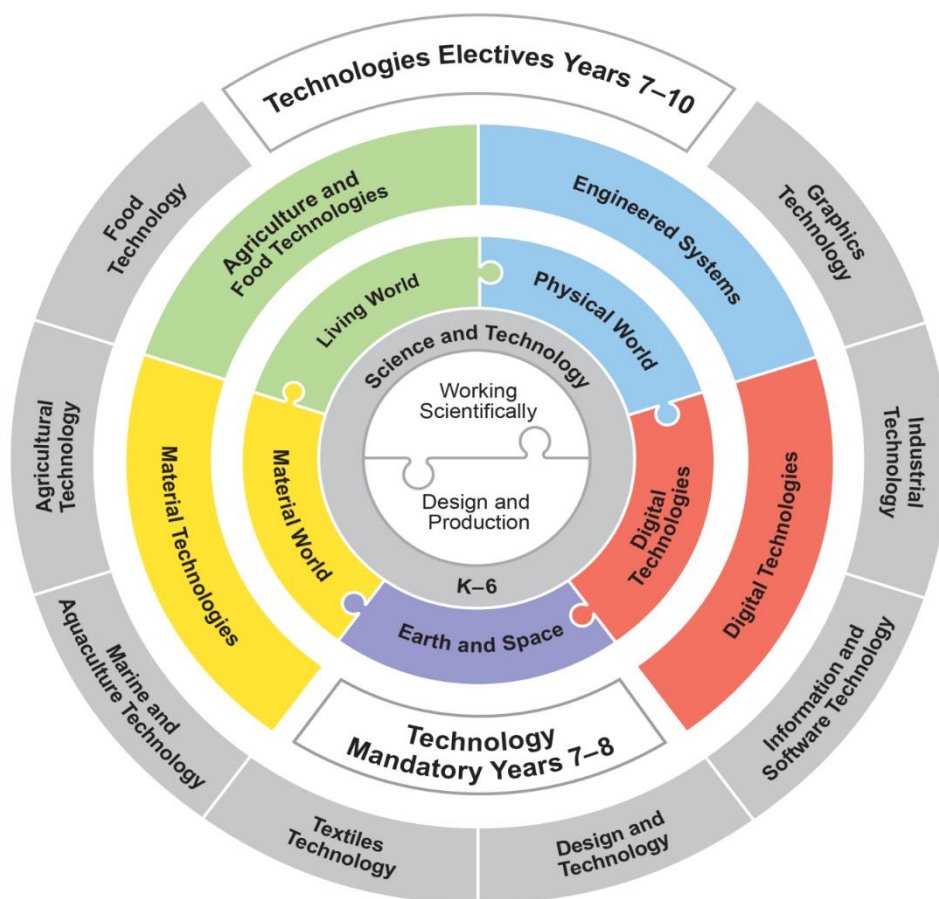 Technologies Electives Years 7–10
Food
Technology
Graphics
Technology
Agriculture and
Food Technologies
Engineered Systems
Living World
Physical World
Science and Technology
Working
Scientifically
Agricultural
Technology
Industrial
Technology
Material Technologies
Material World
Design and
Production
Digital
Technologies
Digital Technologies
K–6
Earth and Space
Marine and
Aquaculture Technology
Information and
Software Technology
Technology
Mandatory Years 7–8
Textiles
Technology
Design and
Technology